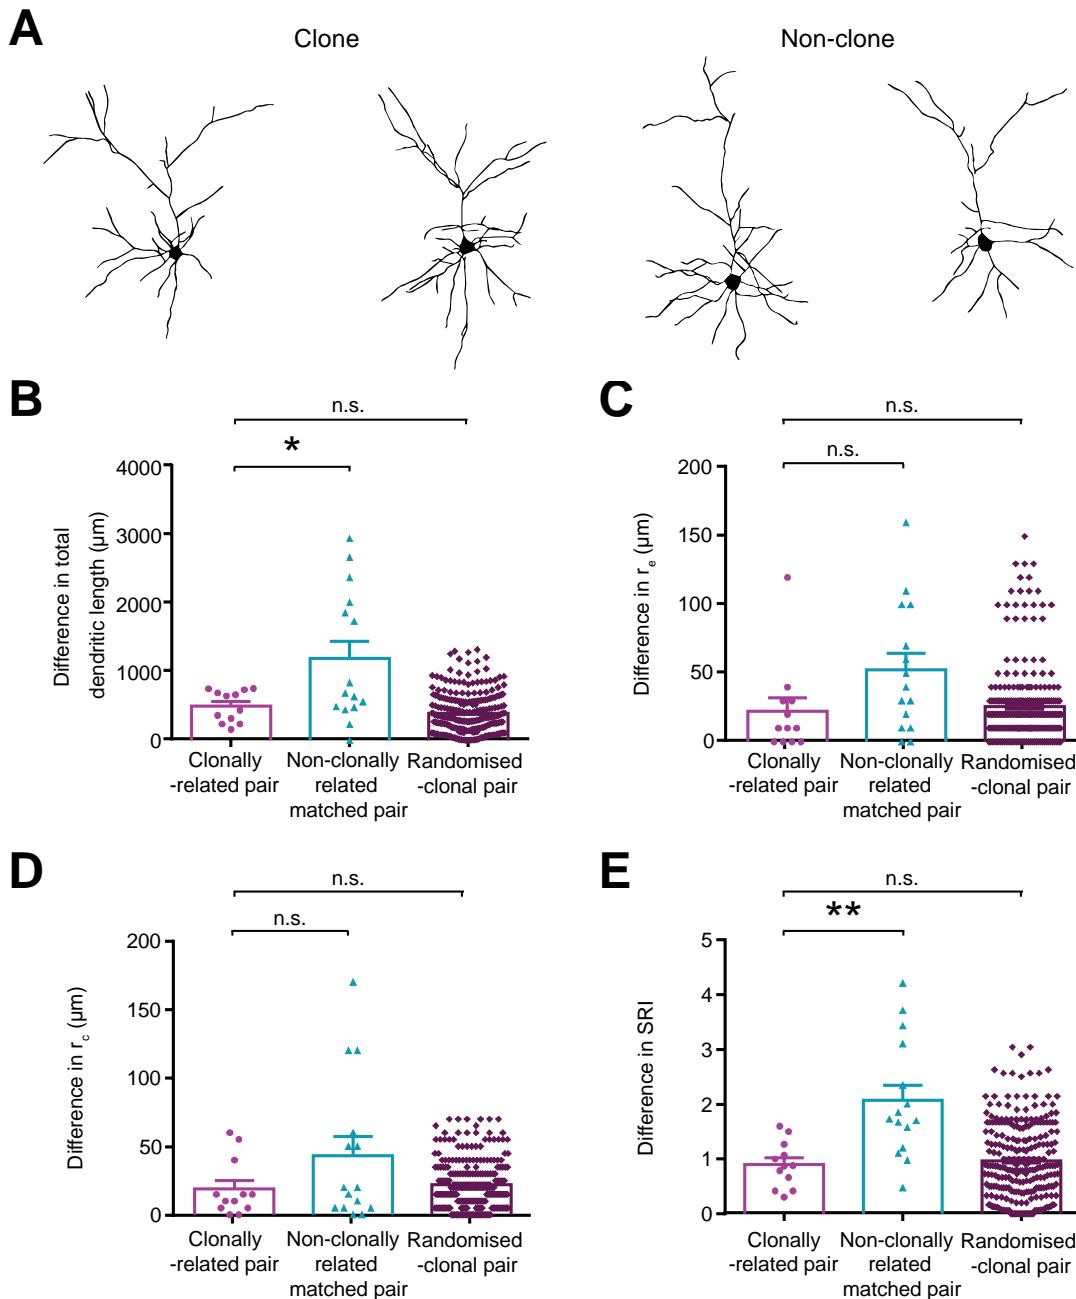 A
Clone
Non-clone
B
n.s.
*
4000
3000
2000
1000
0
Difference in total
dendritic length (µm)
Clonally
-related pair
Non-clonally
related
matched pair
Randomised
-clonal pair
C
n.s.
n.s.
200
150
100
50
0
Difference in re (µm)
Clonally
-related pair
Non-clonally
related
matched pair
Randomised
-clonal pair
D
n.s.
n.s.
200
150
100
50
0
Difference in rc (µm)
Clonally
-related pair
Non-clonally
related
matched pair
Randomised
-clonal pair
E
n.s.
**
5
4
3
2
1
0
Difference in SRI
Clonally
-related pair
Non-clonally
related
matched pair
Randomised
-clonal pair